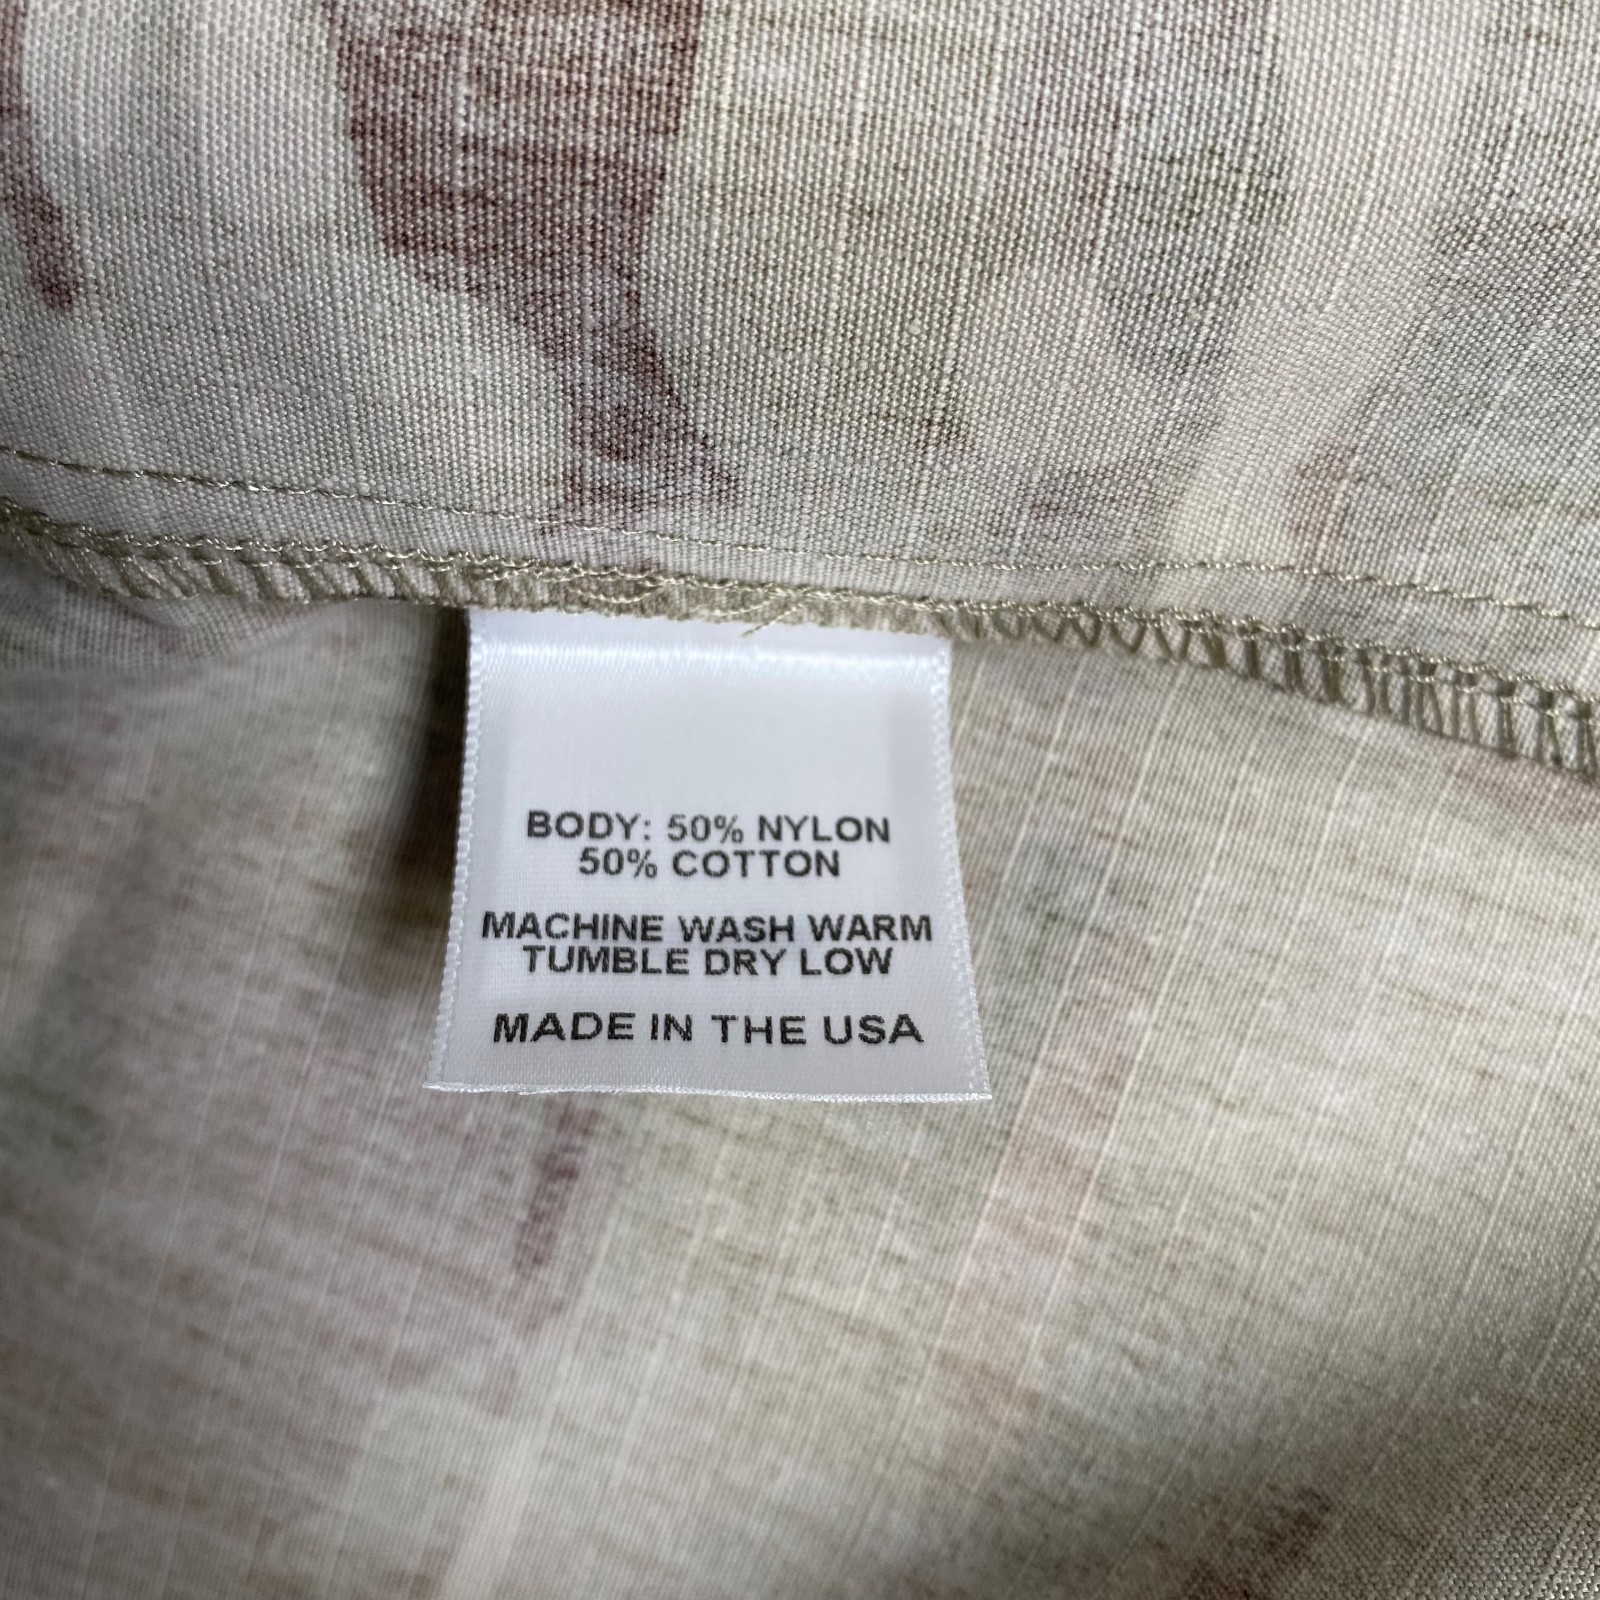 BODY: 50% NYLON
50% COTTON
MACHINE WASH WARM
TUMBLE DRY LOW
MADE IN THE USA